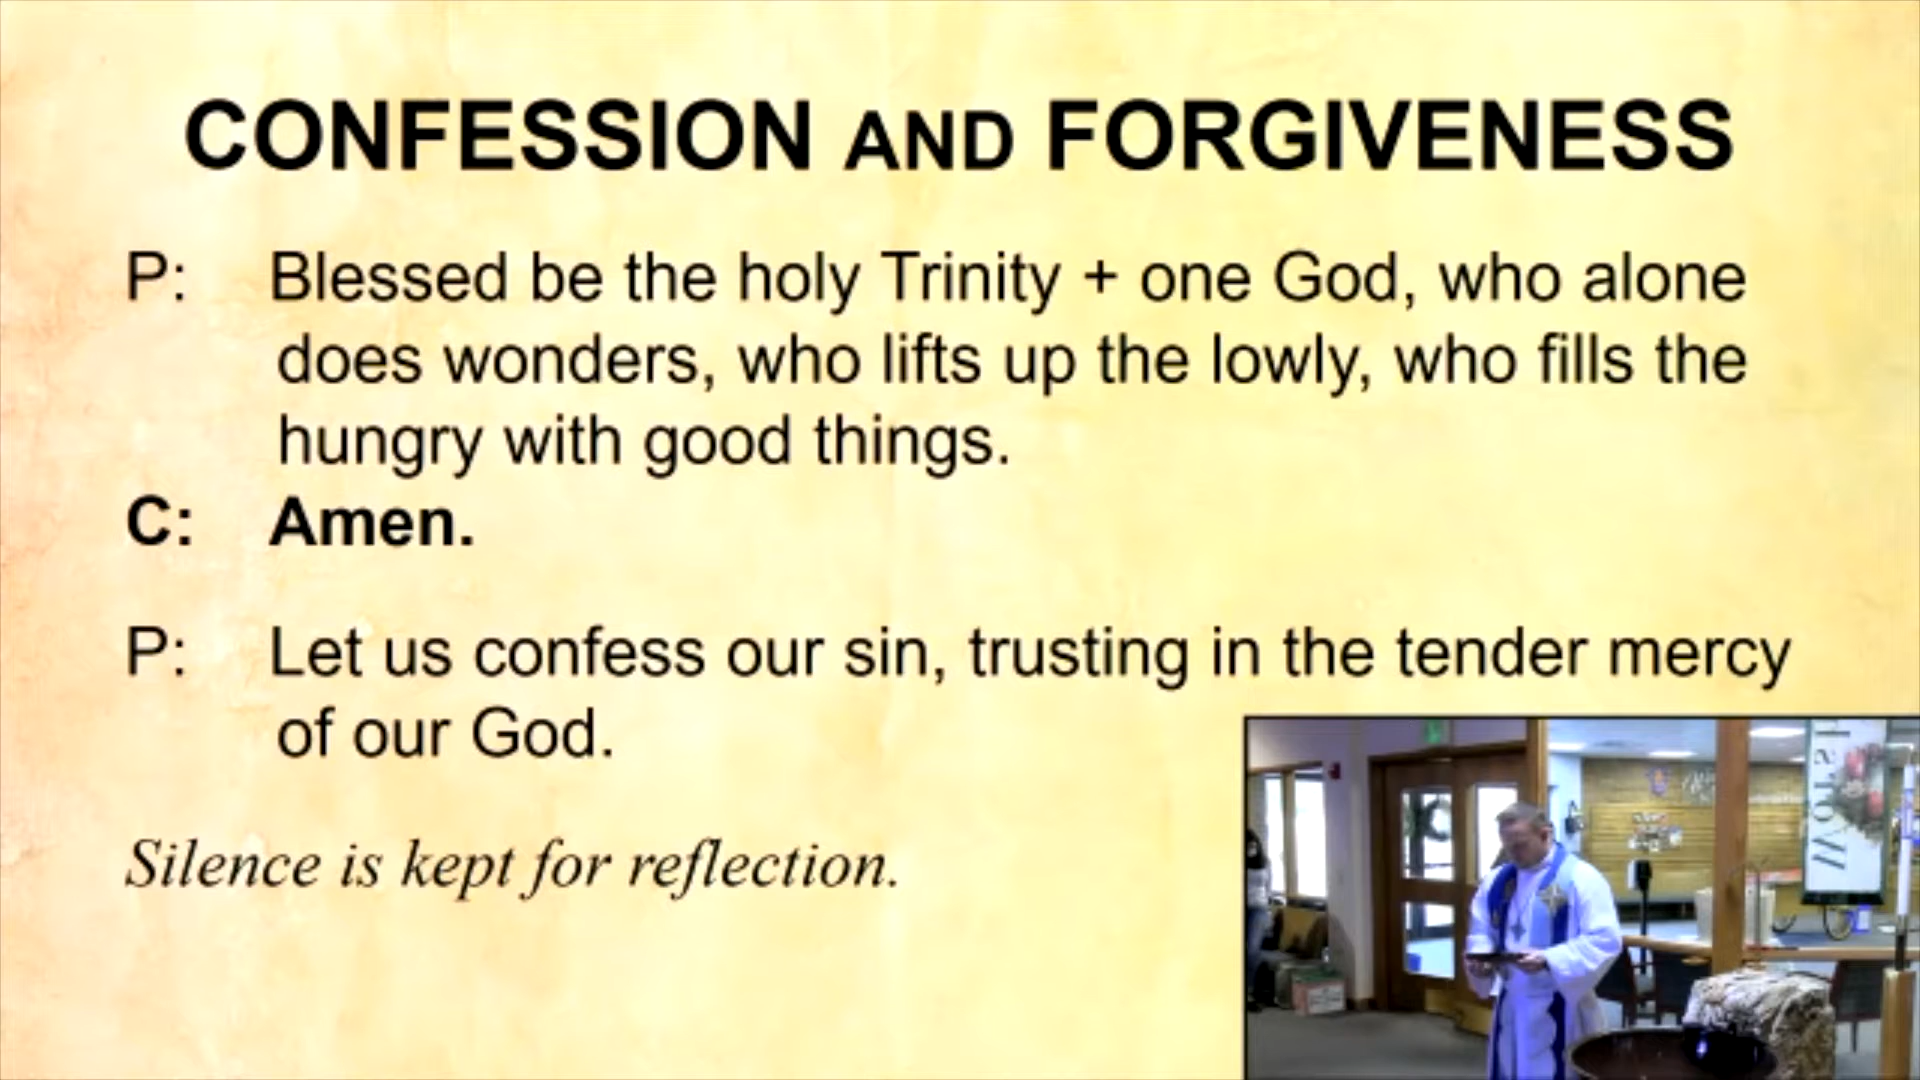 CONFESSION AND FORGIVENESS
P: Blessed be the holy Trinity + one God, who alone
does wonders, who lifts up the lowly, who fills the
hungry with good things.
C: Amen.
P: Let us confess our sin, trusting in the tender mercy
of our God.
Silence is kept for reflection.